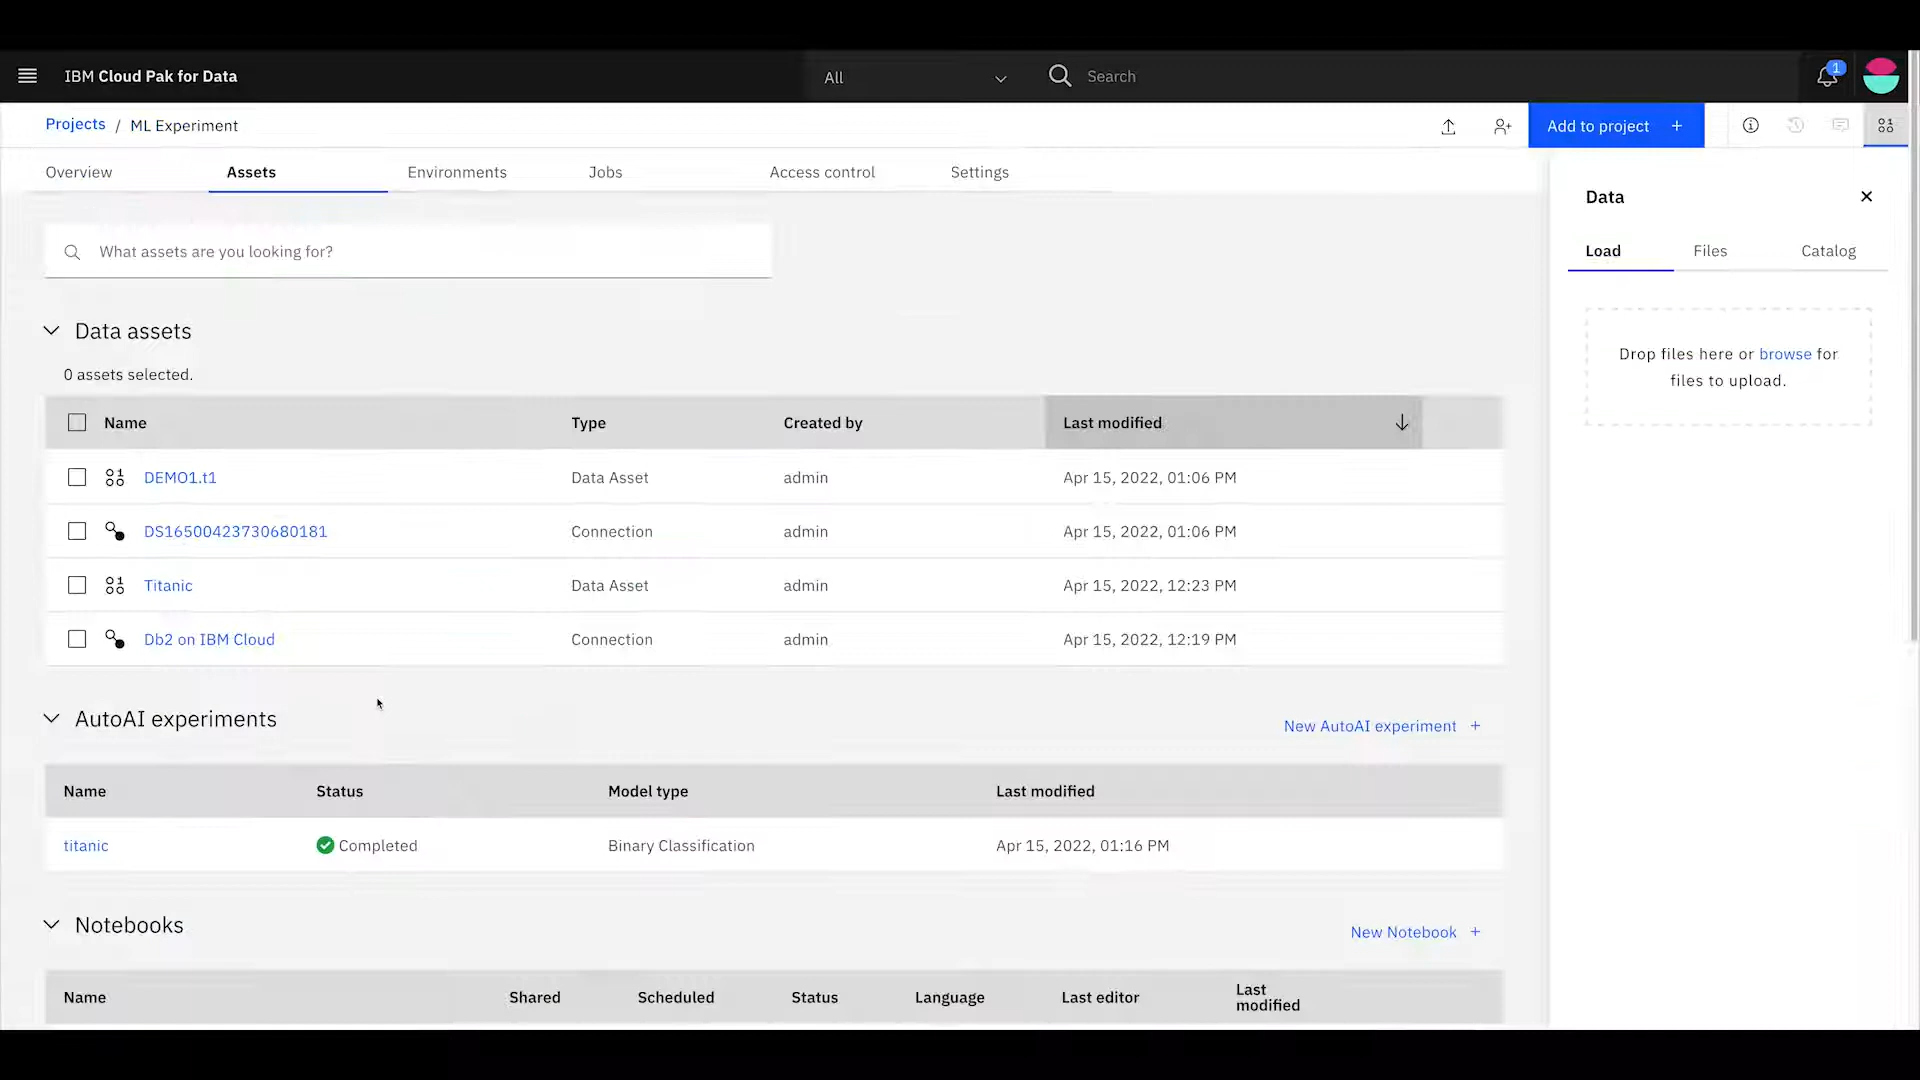 IBM Cloud Pak for Data
All
Search
1
Projects / ML Experiment
Add to project +
Overview
Assets
Environments
Jobs
Access control
Settings
Data
Load
Files
Catalog
Drop files here or browse for
files to upload.
What assets are you looking for?
Data assets
0 assets selected.
Name Type Created by Last modified
DEMO1.t1 Data Asset admin Apr 15, 2022, 01:06 PM
DS16500423730680181 Connection admin Apr 15, 2022, 01:06 PM
Titanic Data Asset admin Apr 15, 2022, 12:23 PM
Db2 on IBM Cloud Connection admin Apr 15, 2022, 12:19 PM
AutoAI experiments
New AutoAI experiment +
Name Status Model type Last modified
titanic Completed Binary Classification Apr 15, 2022, 01:16 PM
Notebooks
New Notebook +
Name Shared Scheduled Status Language Last editor Last
modified